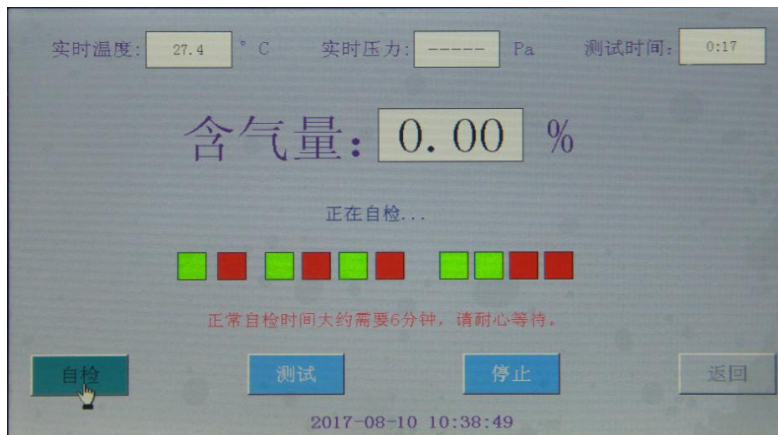 实时温度: 27.4 °C 实时压力: ----- Pa 测试时间: 0:17
含气量: 0.00 %
正在自检...
正常自检时间大约需要6分钟，请耐心等待。
自检 测试 停止 返回
2017-08-10 10:38:49